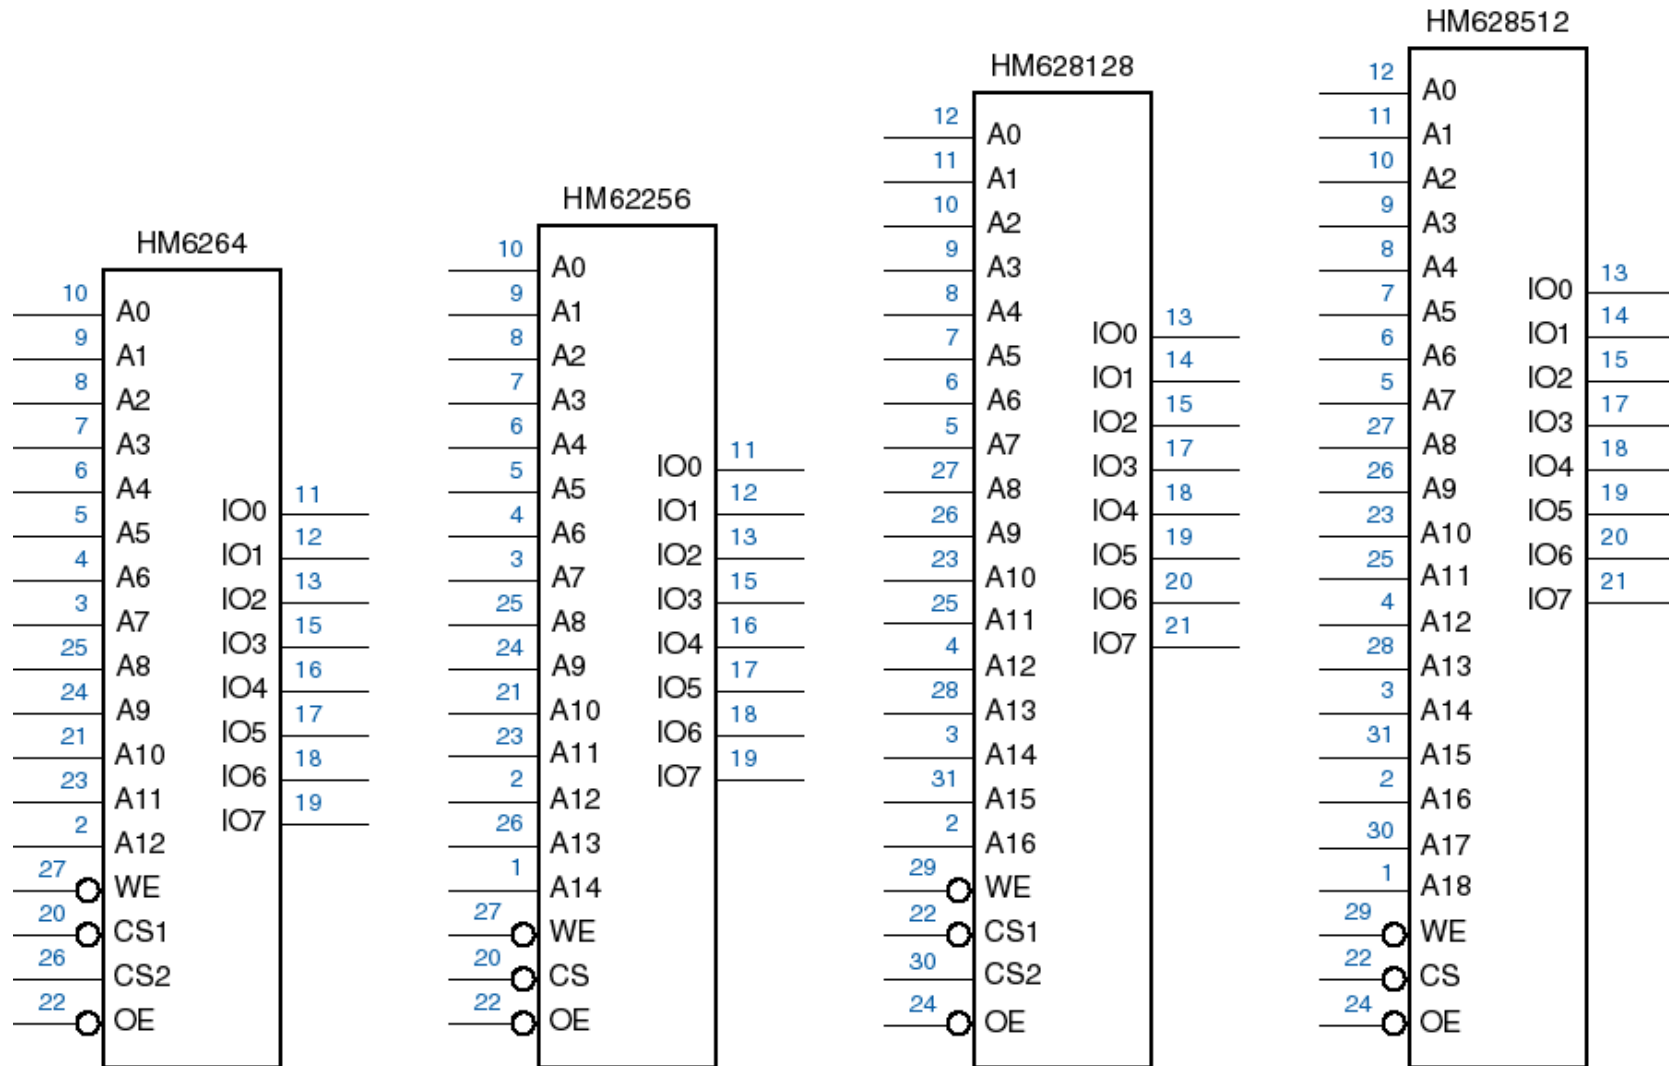 HM6264
10 A0
9 A1
8 A2
7 A3
6 A4
5 A5
4 A6
3 A7
25 A8
24 A9
21 A10
23 A11
2 A12
27 WE
20 CS1
26 CS2
22 OE
IO0 11
IO1 12
IO2 13
IO3 15
IO4 16
IO5 17
IO6 18
IO7 19
HM62256
10 A0
9 A1
8 A2
7 A3
6 A4
5 A5
4 A6
3 A7
25 A8
24 A9
21 A10
23 A11
2 A12
26 A13
1 A14
27 WE
20 CS
22 OE
IO0 11
IO1 12
IO2 13
IO3 15
IO4 16
IO5 17
IO6 18
IO7 19
HM628128
12 A0
11 A1
10 A2
9 A3
8 A4
7 A5
6 A6
5 A7
27 A8
26 A9
23 A10
25 A11
4 A12
28 A13
3 A14
31 A15
2 A16
29 WE
22 CS1
30 CS2
24 OE
IO0 13
IO1 14
IO2 15
IO3 17
IO4 18
IO5 19
IO6 20
IO7 21
HM628512
12 A0
11 A1
10 A2
9 A3
8 A4
7 A5
6 A6
5 A7
27 A8
26 A9
23 A10
25 A11
4 A12
28 A13
3 A14
31 A15
2 A16
30 A17
1 A18
29 WE
22 CS
24 OE
IO0 13
IO1 14
IO2 15
IO3 17
IO4 18
IO5 19
IO6 20
IO7 21